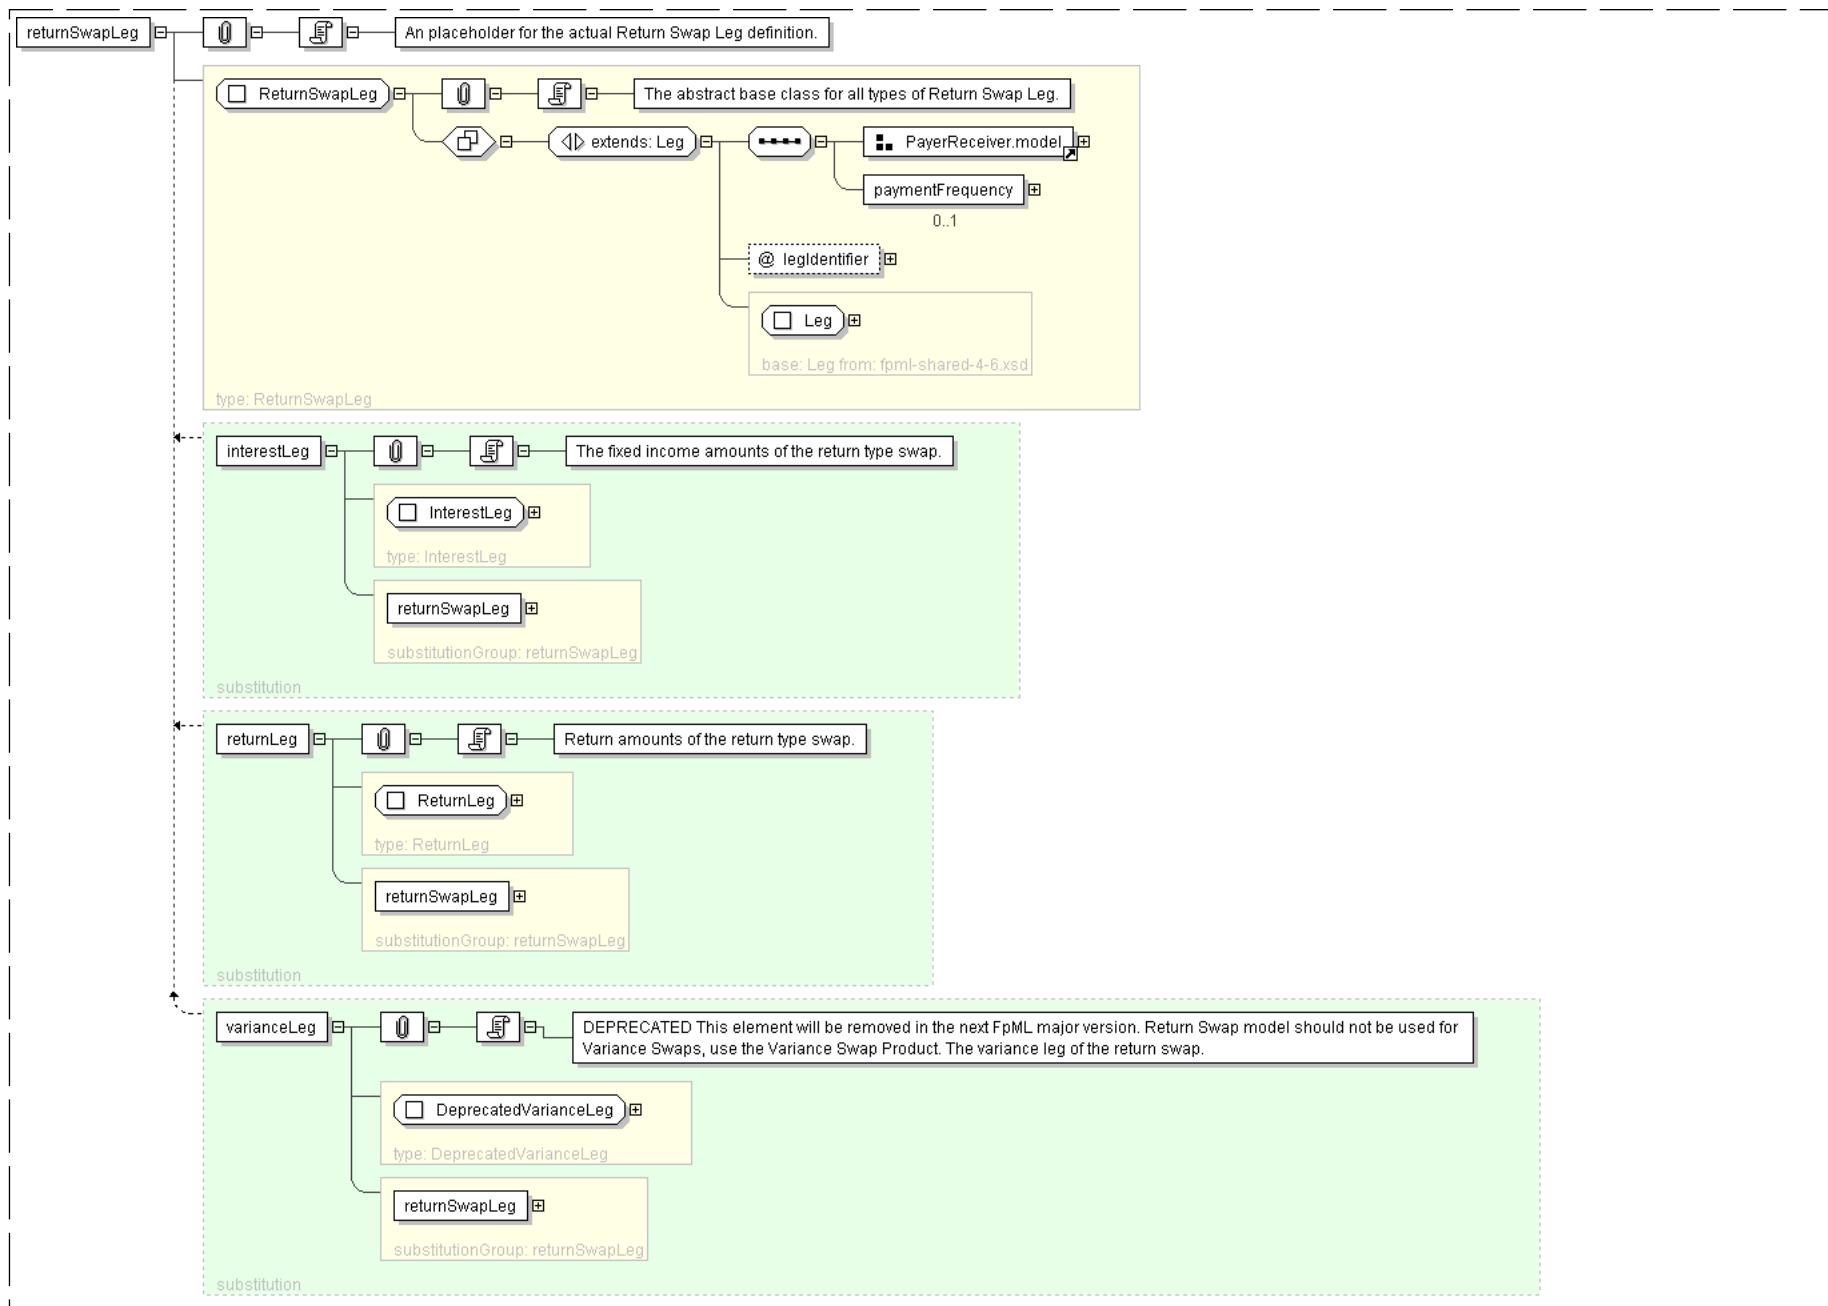 returnSwapLeg
An placeholder for the actual Return Swap Leg definition.
ReturnSwapLeg
The abstract base class for all types of Return Swap Leg.
extends: Leg
PayerReceiver.model
paymentFrequency
0..1
@ legIdentifier
Leg
base: Leg from: fpml-shared-4-6.xsd
type: ReturnSwapLeg
interestLeg
The fixed income amounts of the return type swap.
InterestLeg
type: InterestLeg
returnSwapLeg
substitutionGroup: returnSwapLeg
substitution
returnLeg
Return amounts of the return type swap.
ReturnLeg
type: ReturnLeg
returnSwapLeg
substitutionGroup: returnSwapLeg
substitution
varianceLeg
DEPRECATED This element will be removed in the next FpML major version. Return Swap model should not be used for
Variance Swaps, use the Variance Swap Product. The variance leg of the return swap.
DeprecatedVarianceLeg
type: DeprecatedVarianceLeg
returnSwapLeg
substitutionGroup: returnSwapLeg
substitution